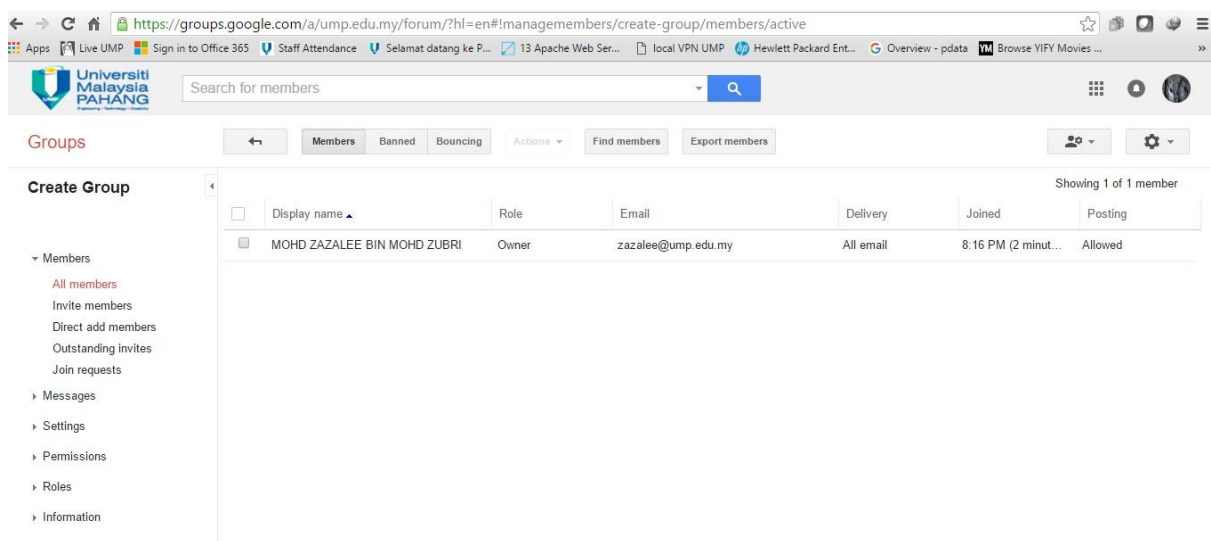 https://groups.google.com/a/ump.edu.my/forum/?hl=en#!managemembers/create-group/members/active
Apps Live UMP Sign in to Office 365 Staff Attendance Selamat datang ke P... 13 Apache Web Ser... local VPN UMP Hewlett Packard Ent... Overview - pdata YM Browse YIFY Movies ... »
Universiti
Malaysia
PAHANG
Search for members
Groups Members Banned Bouncing Actions Find members Export members
Create Group
Showing 1 of 1 member
Display name Role Email Delivery Joined Posting
MOHD ZAZALEE BIN MOHD ZUBRI Owner zazalee@ump.edu.my All email 8:16 PM (2 minut... Allowed
Members
All members
Invite members
Direct add members
Outstanding invites
Join requests
Messages
Settings
Permissions
Roles
Information